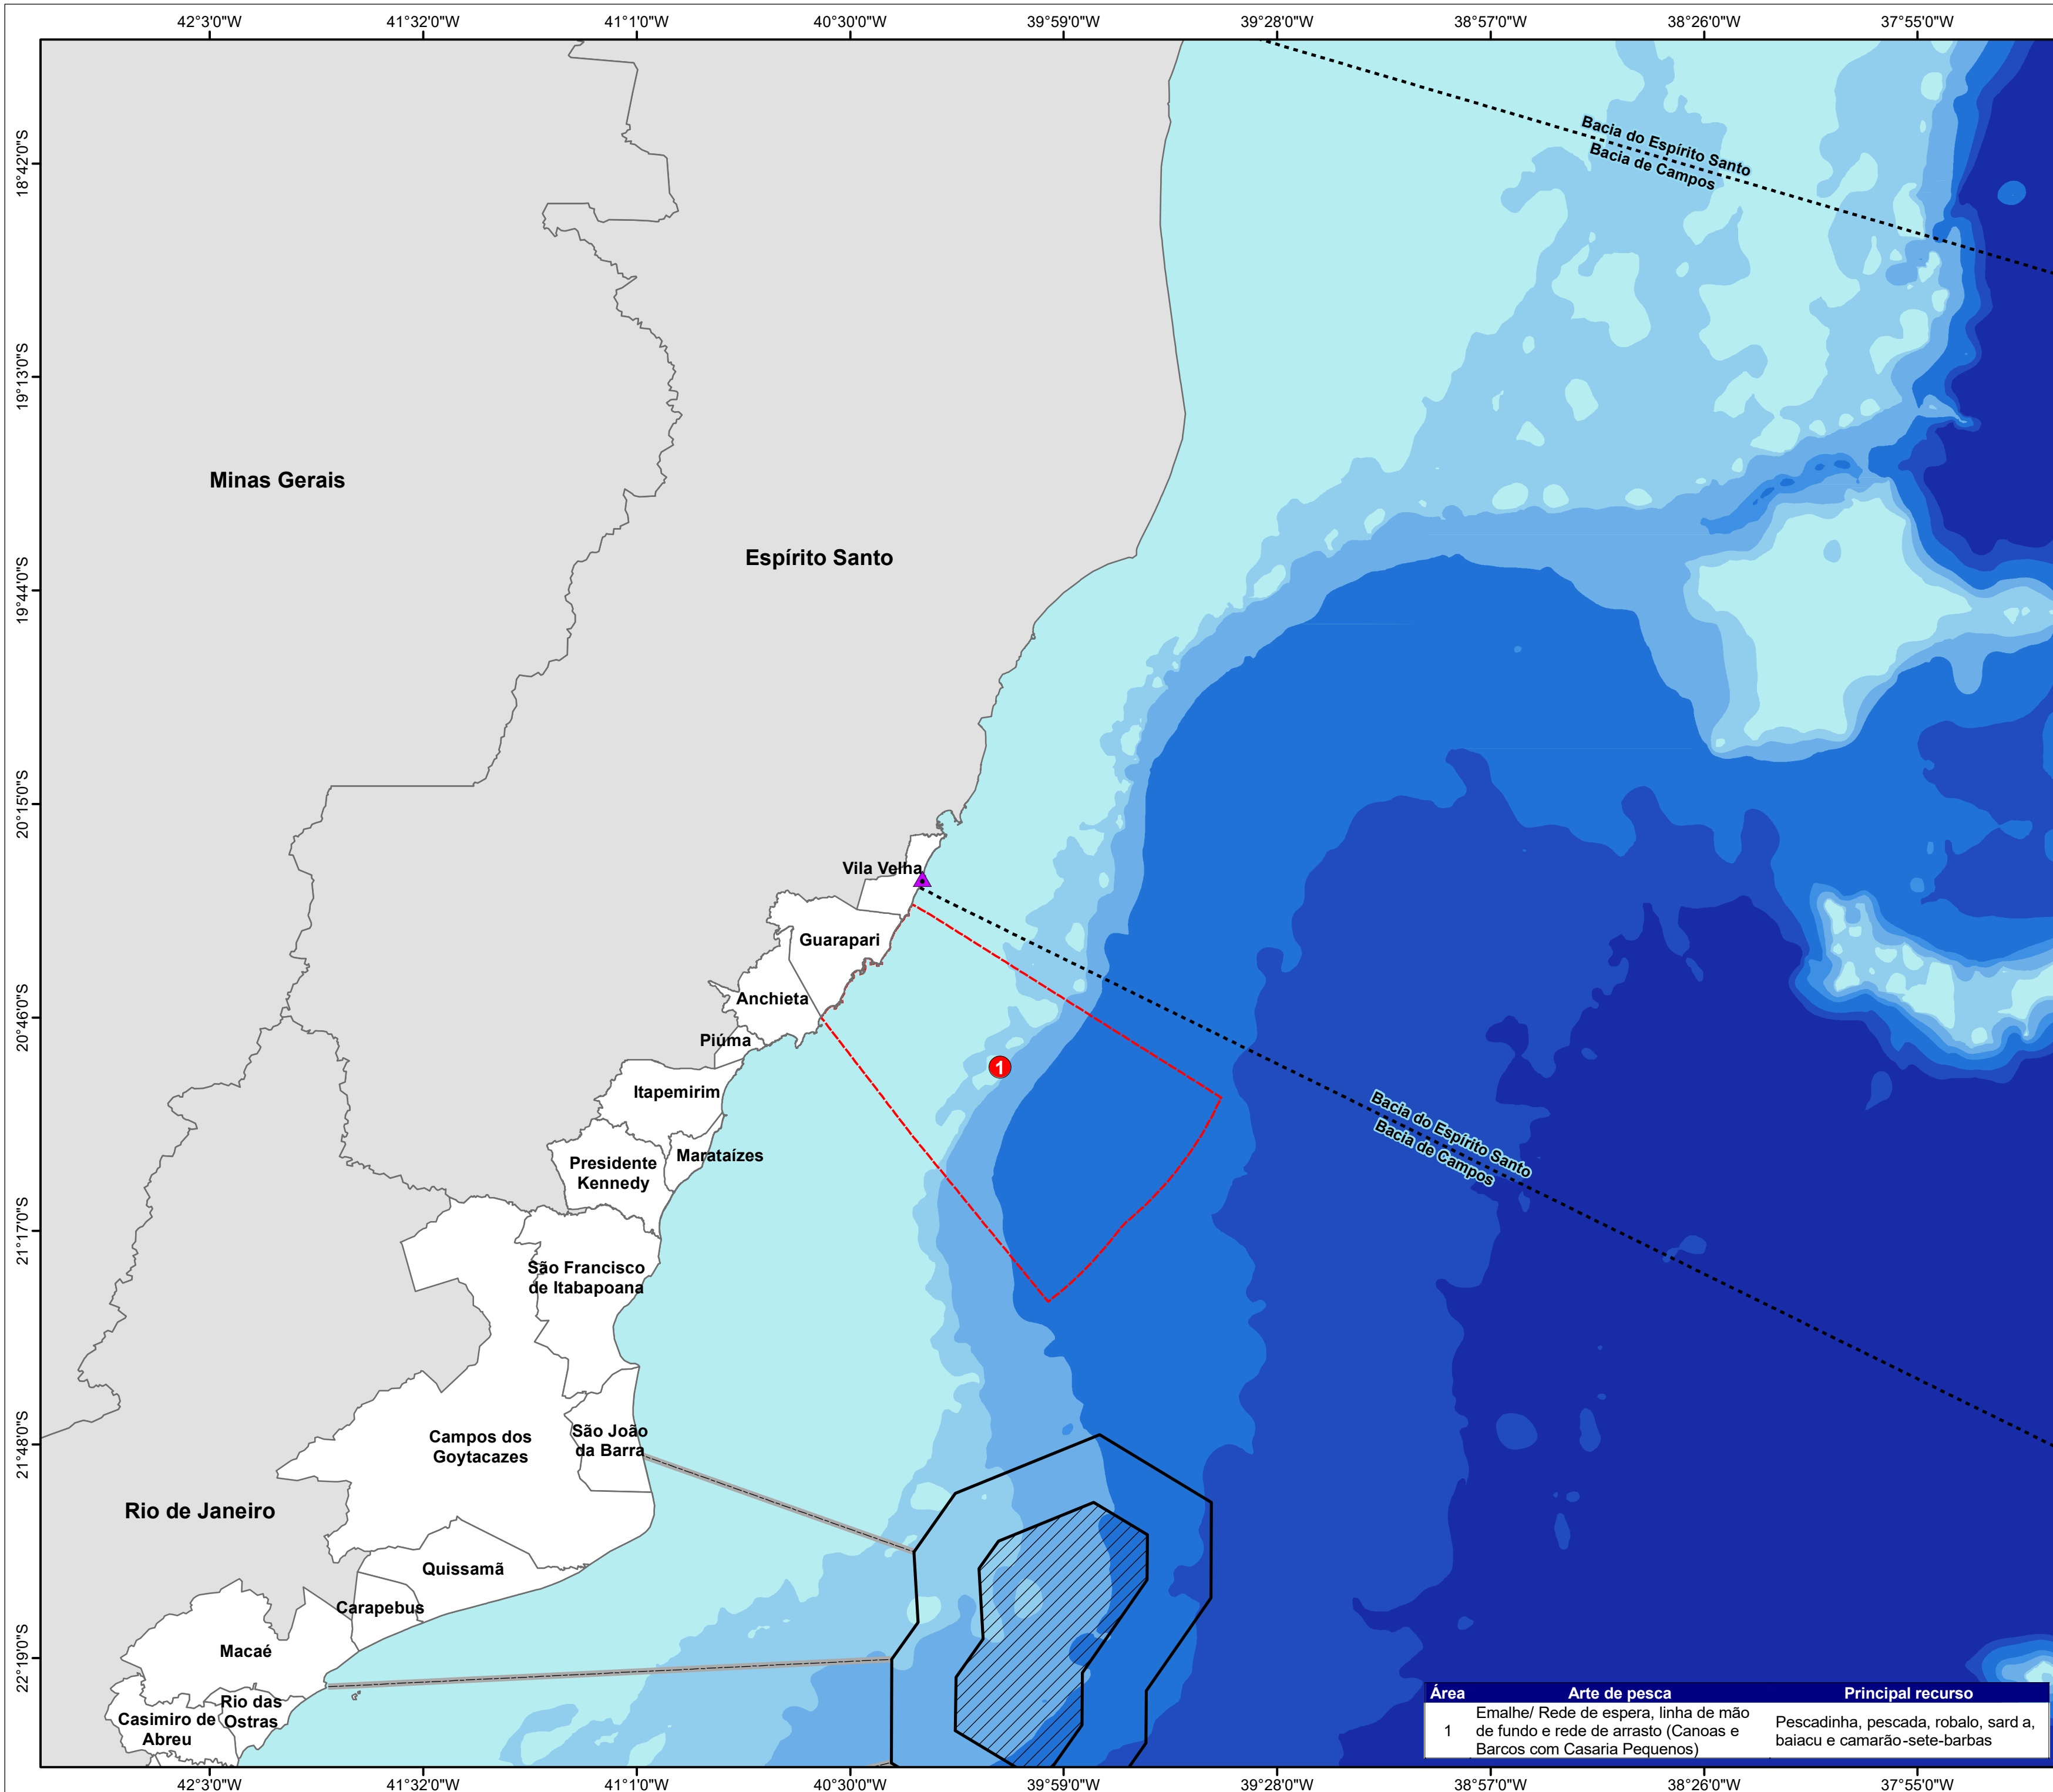 42°3'0"W 41°32'0"W 41°1'0"W 40°30'0"W 39°59'0"W 39°28'0"W 38°57'0"W 38°26'0"W 37°55'0"W
18°42'0"S
19°13'0"S
19°44'0"S
20°15'0"S
20°46'0"S
21°17'0"S
21°48'0"S
22°19'0"S
Bacia do Espírito Santo
Bacia de Campos
Minas Gerais
Espírito Santo
Vila Velha
Guarapari
Anchieta
Piúma
1
Itapemirim
Bacia do Espírito Santo
Bacia de Campos
Marataízes
Presidente
Kennedy
São Francisco
de Itabapoana
São João
da Barra
Campos dos
Goytacazes
Rio de Janeiro
Quissamã
Carapebus
Macaé
Rio das
Ostras
Casimiro de
Abreu
Área Arte de pesca Principal recurso
1 Emalhe/ Rede de espera, linha de mão
de fundo e rede de arrasto (Canoas e
Barcos com Casaria Pequenos)
Pescadinha, pescada, robalo, sard a,
baiacu e camarão-sete-barbas
42°3'0"W 41°32'0"W 41°1'0"W 40°30'0"W 39°59'0"W 39°28'0"W 38°57'0"W 38°26'0"W 37°55'0"W